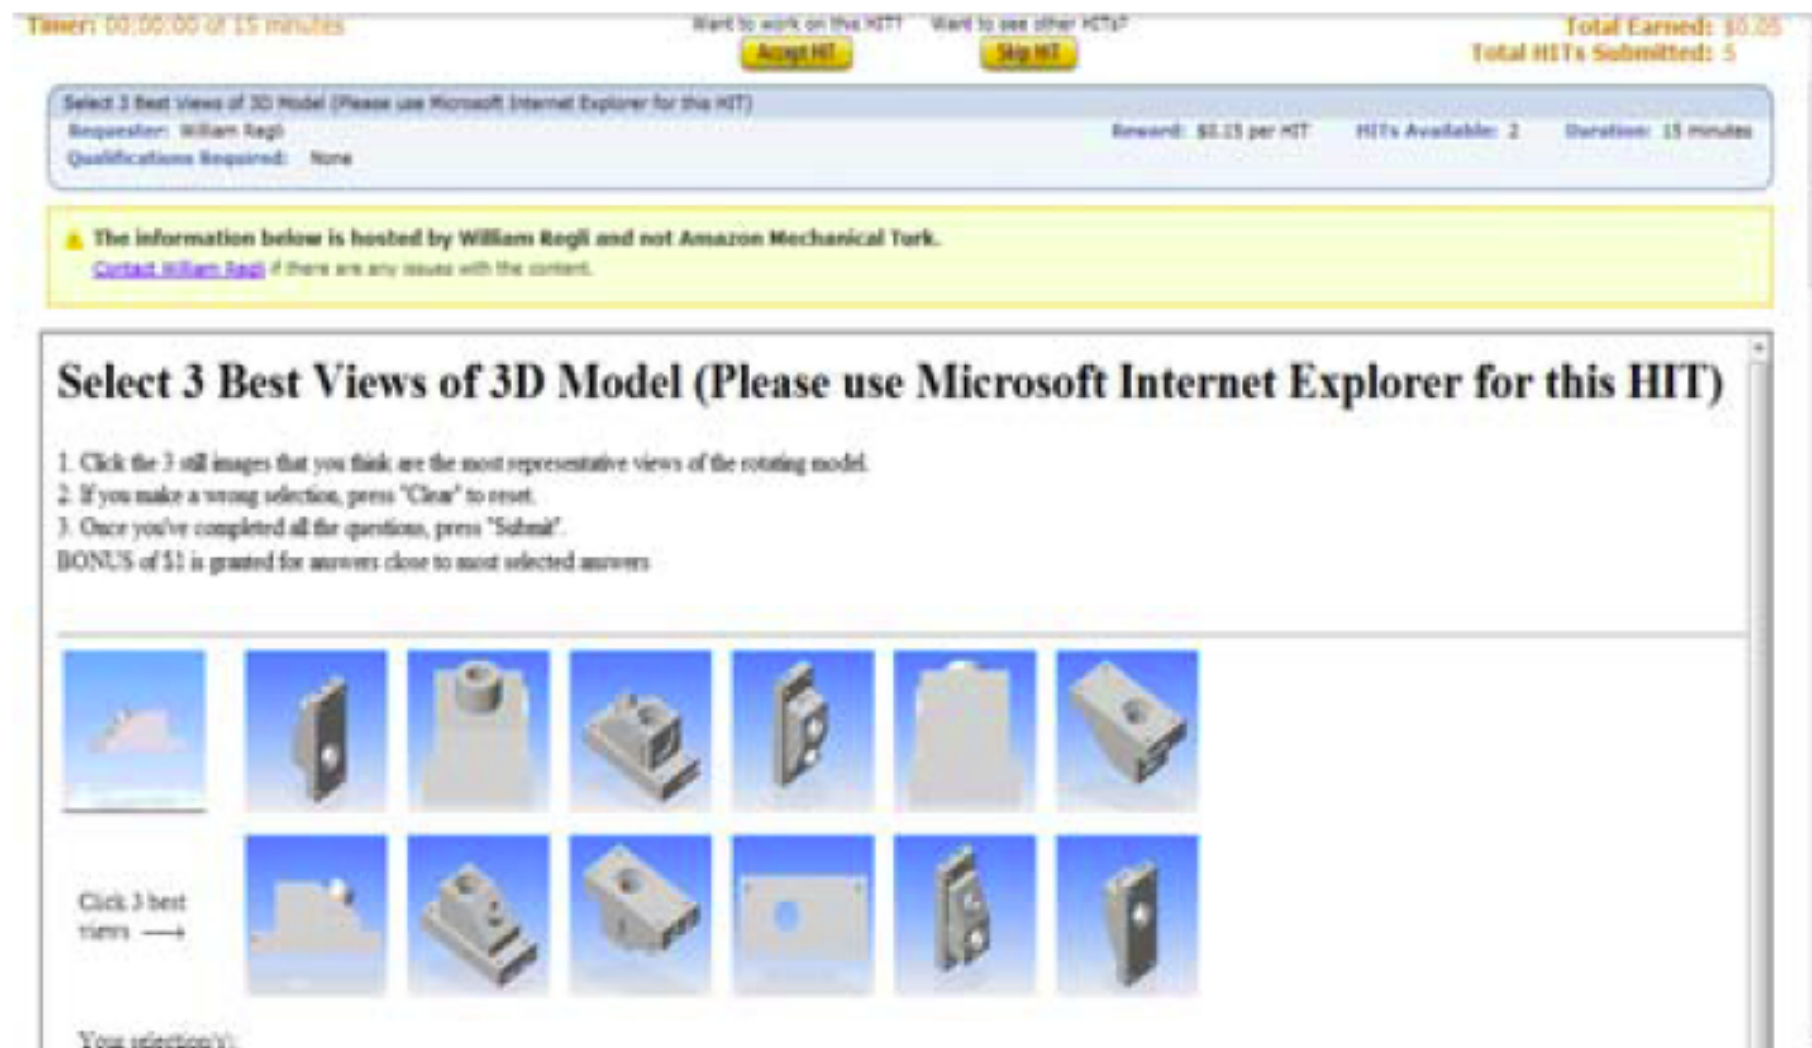 Timer: 00:00:00 of 15 minutes
Want to work on this HIT?
Want to see other HITs?
Total Earned: $0.05
Accept HIT
Skip HIT
Total HITs Submitted: 5
Select 3 Best Views of 3D Model (Please use Microsoft Internet Explorer for this HIT)
Requester: William Regli
Reward: $0.15 per HIT
HITs Available: 2
Duration: 15 minutes
Qualifications Required: None
The information below is hosted by William Regli and not Amazon Mechanical Turk.
Contact William Regli if there are any issues with the content.
Select 3 Best Views of 3D Model (Please use Microsoft Internet Explorer for this HIT)
1. Click the 3 still images that you think are the most representative views of the rotating model.
2. If you make a wrong selection, press "Clear" to reset.
3. Once you've completed all the questions, press "Submit".
BONUS of $1 is granted for answers close to most selected answers
Click 3 best
views →
Your selection(s):